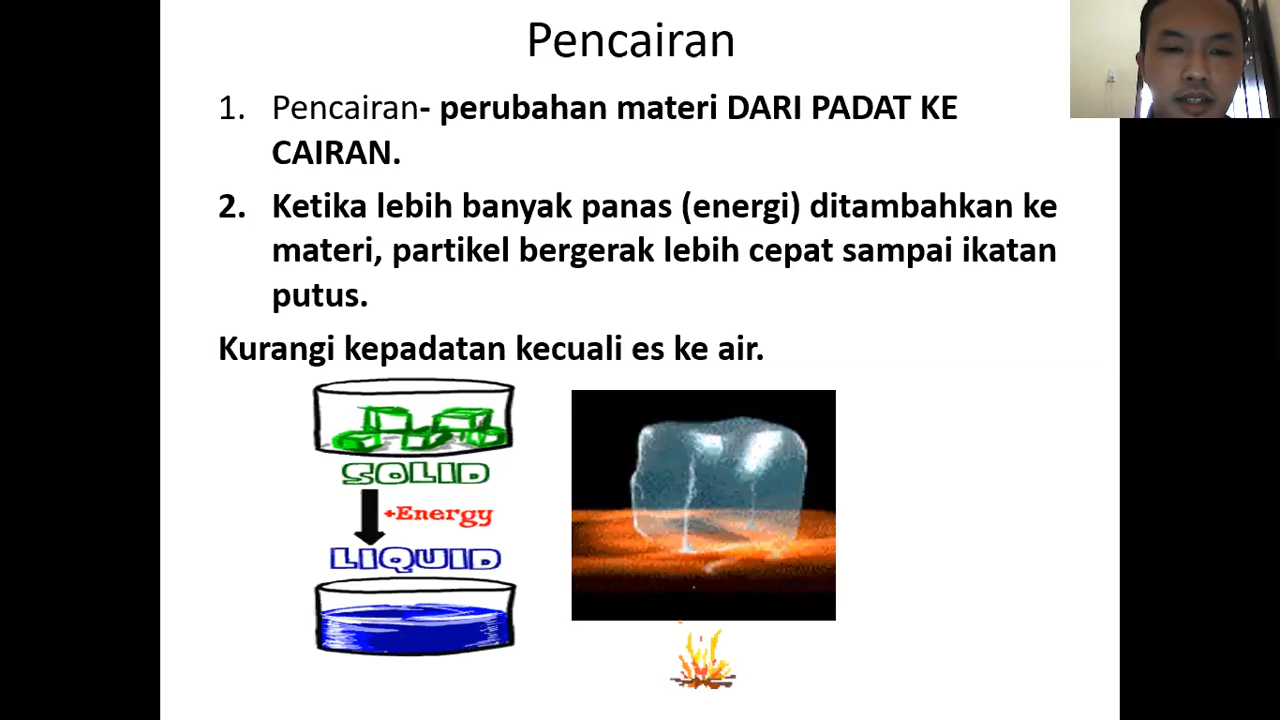 Pencairan
1. Pencairan- perubahan materi DARI PADAT KE
CAIRAN.
2. Ketika lebih banyak panas (energi) ditambahkan ke
materi, partikel bergerak lebih cepat sampai ikatan
putus.
Kurangi kepadatan kecuali es ke air.
SOLID
+Energy
LIQUID